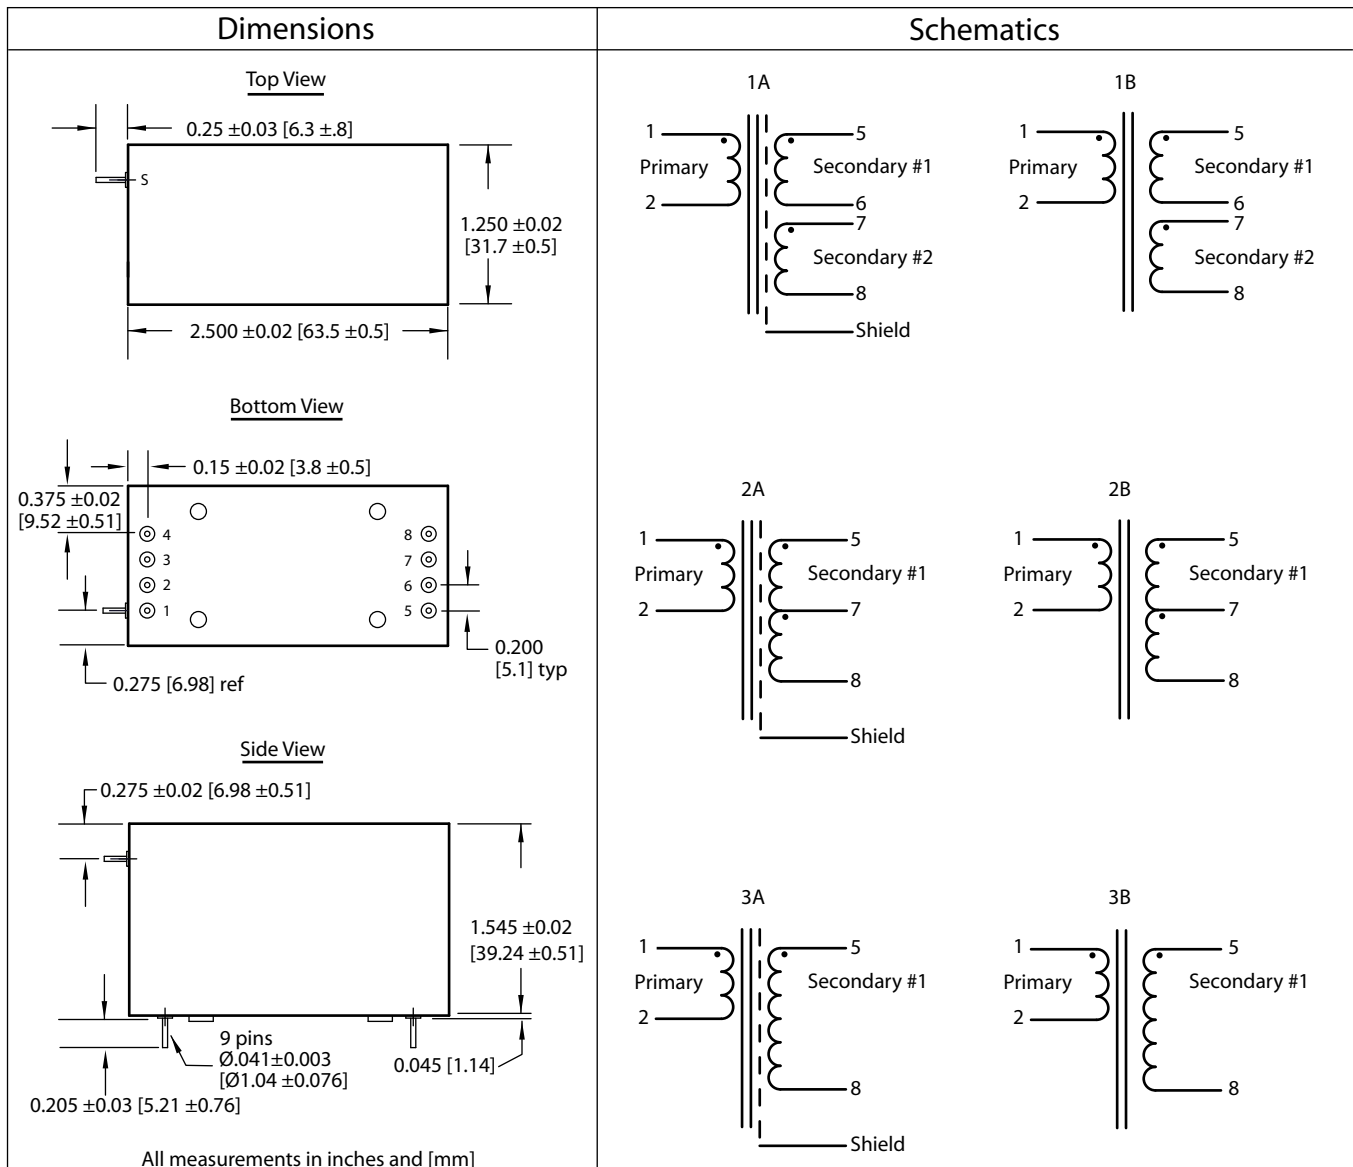 Dimensions
Top View
0.25 ±0.03 [6.3 ±.8]
S
1.250 ±0.02
[31.7 ±0.5]
2.500 ±0.02 [63.5 ±0.5]
Bottom View
0.15 ±0.02 [3.8 ±0.5]
0.375 ±0.02
[9.52 ±0.51]
4
8
3
7
2
6
1
5
0.200
[5.1] typ
0.275 [6.98] ref
Side View
0.275 ±0.02 [6.98 ±0.51]
1.545 ±0.02
[39.24 ±0.51]
9 pins
Ø.041±0.003
[Ø1.04 ±0.076]
0.045 [1.14]
0.205 ±0.03 [5.21 ±0.76]
All measurements in inches and [mm]
Schematics
1A
1
5
Primary
Secondary #1
2
6
7
Secondary #2
8
Shield
1B
1
5
Primary
Secondary #1
2
6
7
Secondary #2
8
2A
1
5
Primary
Secondary #1
2
7
8
Shield
2B
1
5
Primary
Secondary #1
2
7
8
3A
1
5
Primary
Secondary #1
2
8
Shield
3B
1
5
Primary
Secondary #1
2
8